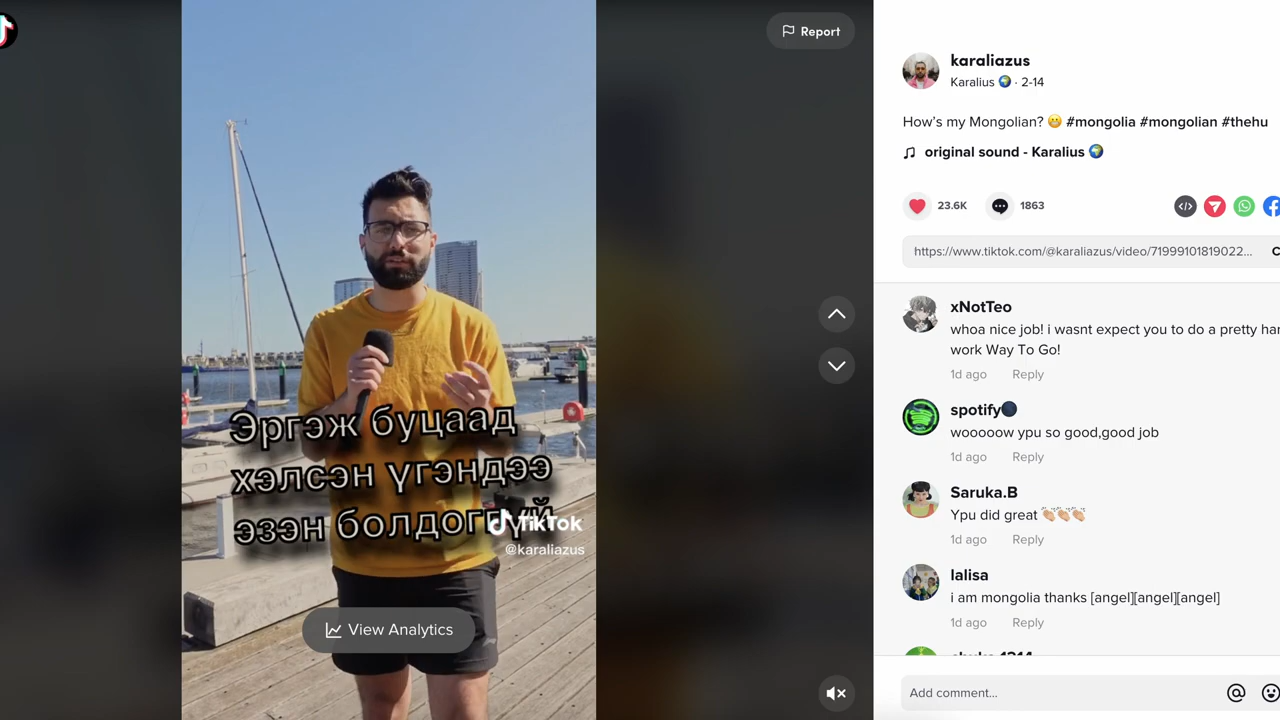 Report
Эргэж буцаад
хэлсэн үгэндээ
эзэн
TikTok
@karaliazus
View Analytics
karaliazus
Karalius · 2-14
How's my Mongolian? 😁 #mongolia #mongolian #thehu
original sound - Karalius
23.6K
1863
https://www.tiktok.com/@karaliazus/video/71999101819022...
xNotTeo
whoa nice job! i wasnt expect you to do a pretty
work Way To Go!
1d ago Reply
spotify
wooooow ypu so good,good job
1d ago Reply
Saruka.B
Ypu did great 👏🏼👏🏼👏🏼
1d ago Reply
lalisa
i am mongolia thanks [angel][angel][angel]
1d ago Reply
Add comment...